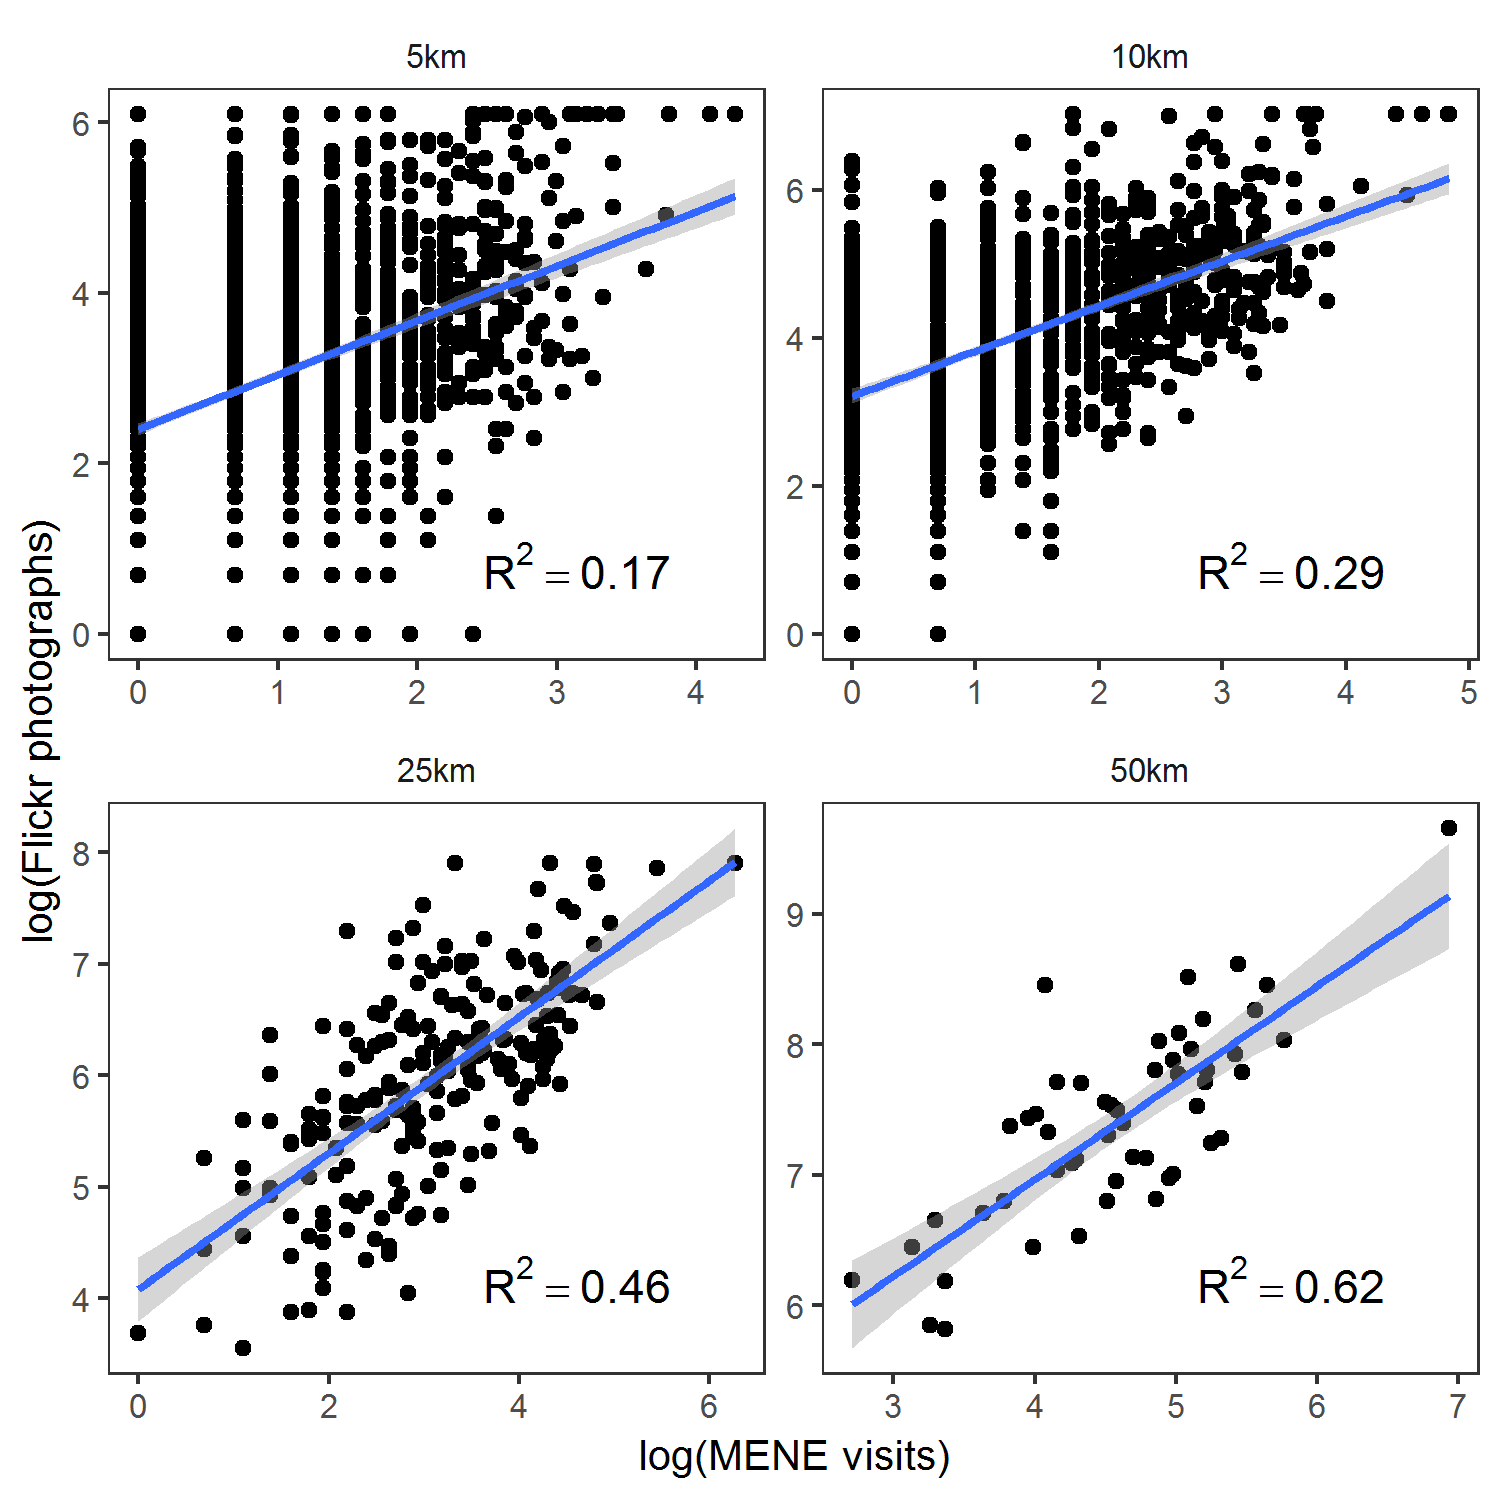 5km
10km
6
4
2
0
R² = 0.17
0 1 2 3 4
6
4
2
0
R² = 0.29
0 1 2 3 4 5
log(Flickr photographs)
25km
50km
8
7
6
5
4
R² = 0.46
0 2 4 6
9
8
7
6
R² = 0.62
3 4 5 6 7
log(MENE visits)